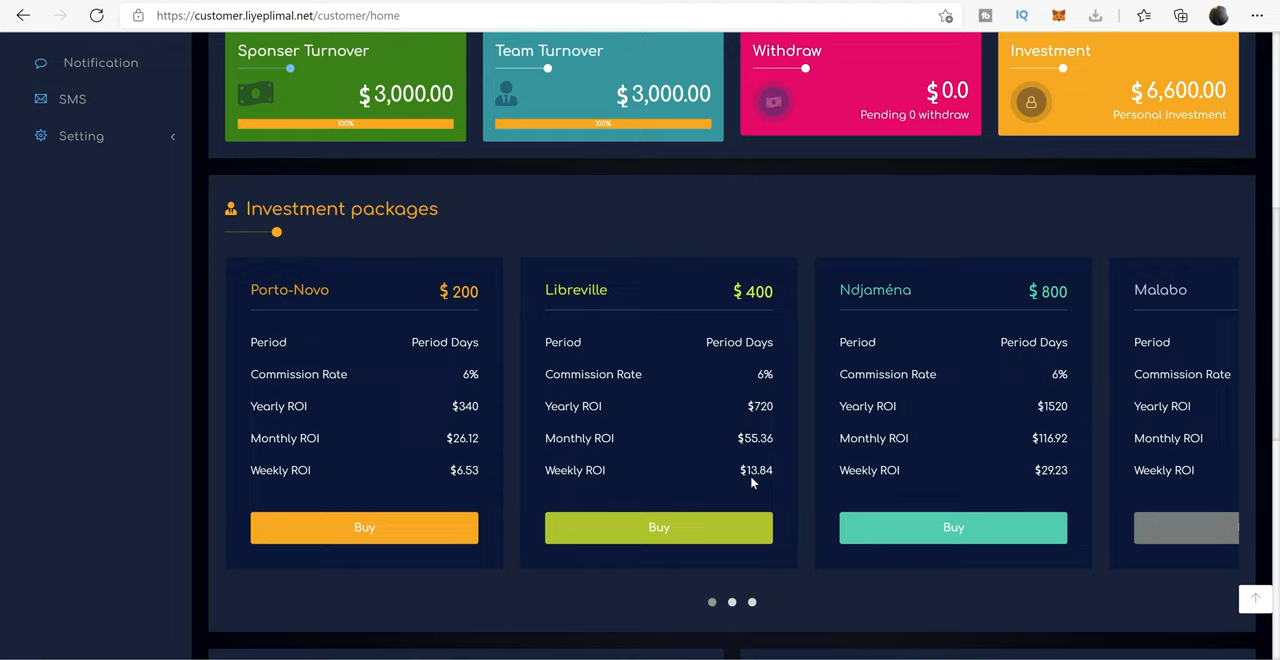 https://customer.liyeplimal.net/customer/home
Notification
SMS
Setting
Sponser Turnover
$ 3,000.00
100%
Team Turnover
$ 3,000.00
100%
Withdraw
$ 0.0
Pending 0 withdraw
Investment
$ 6,600.00
Personal Investment
Investment packages
Porto-Novo $ 200
Period Period Days
Commission Rate 6%
Yearly ROI $340
Monthly ROI $26.12
Weekly ROI $6.53
Buy
Libreville $ 400
Period Period Days
Commission Rate 6%
Yearly ROI $720
Monthly ROI $55.36
Weekly ROI $13.84
Buy
Ndjaména $ 800
Period Period Days
Commission Rate 6%
Yearly ROI $1520
Monthly ROI $116.92
Weekly ROI $29.23
Buy
Malabo
Period
Commission Rate
Yearly ROI
Monthly ROI
Weekly ROI